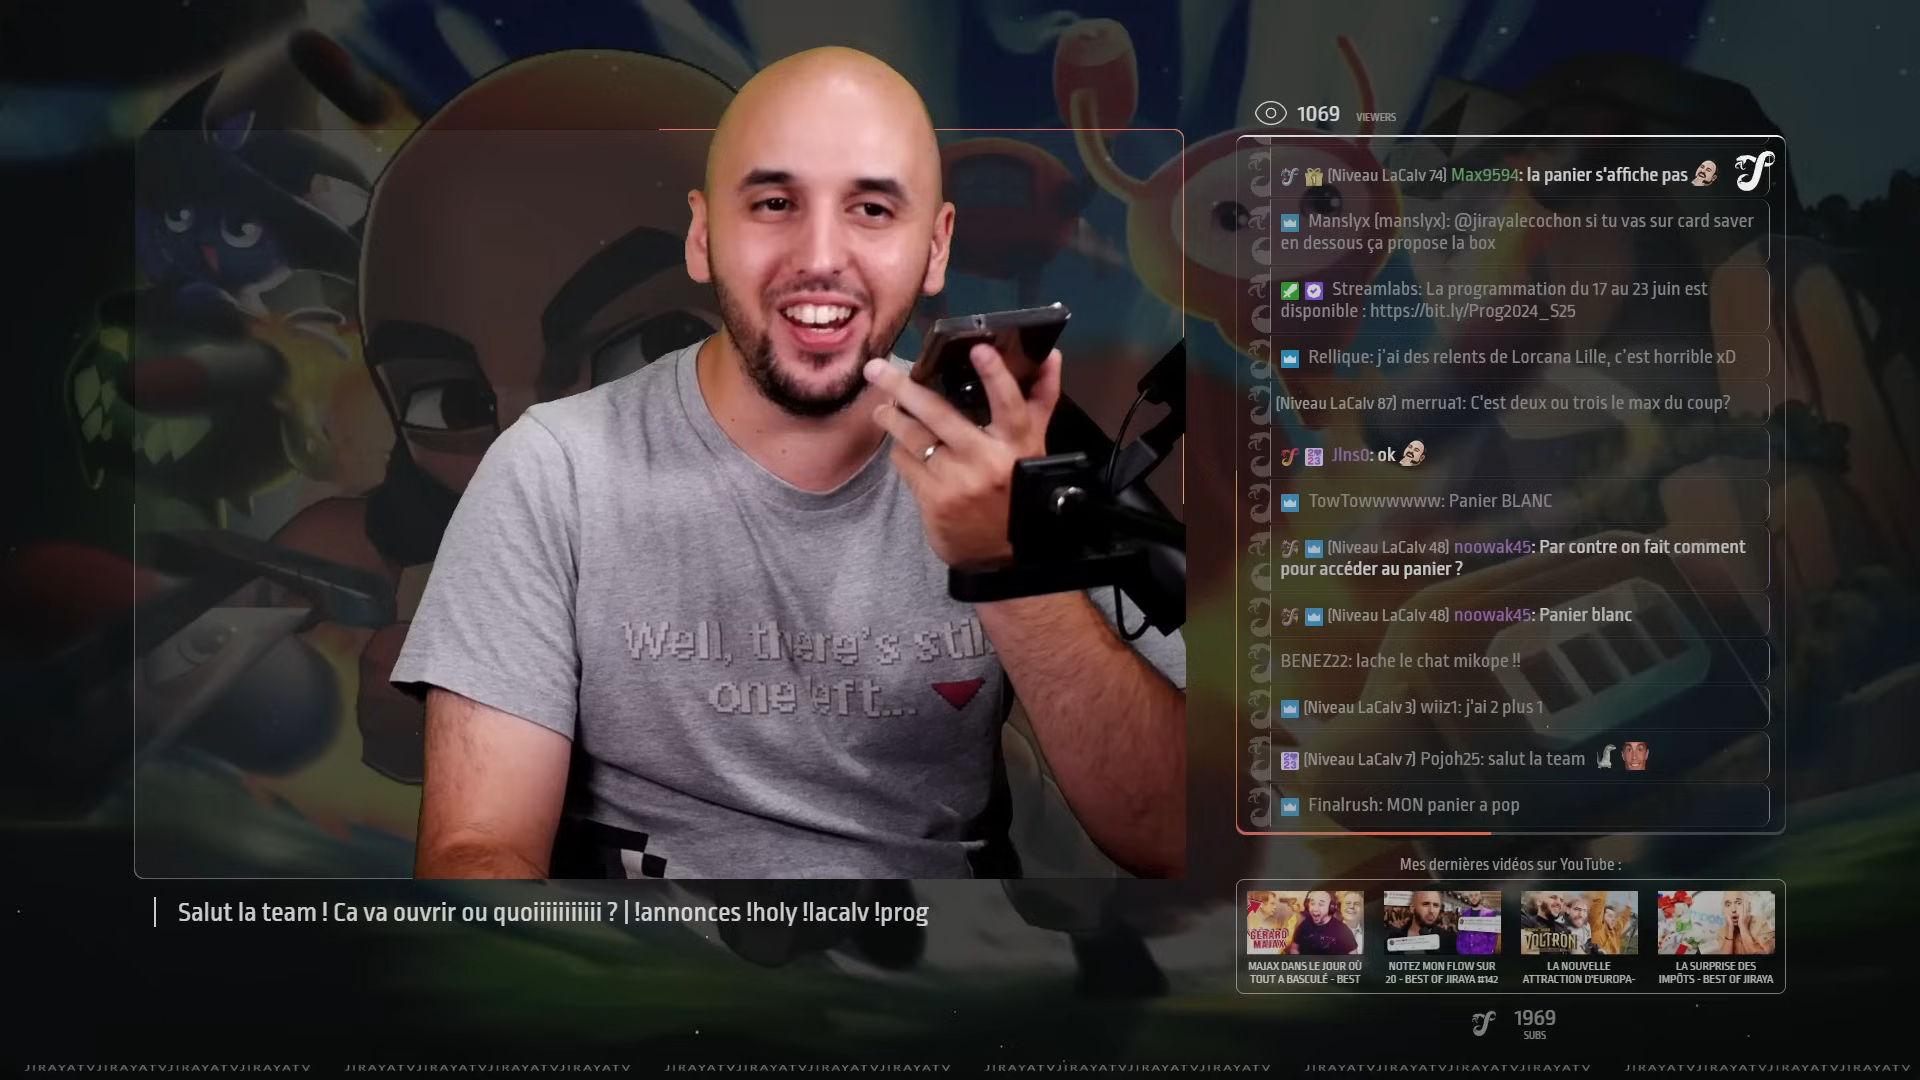 1069 VIEWERS
[Niveau LaCalv 74] Max9594: la panier s'affiche pas
Manslyx (manslyx): @jirayalecochon si tu vas sur card saver
en dessous ça propose la box
Streamlabs: La programmation du 17 au 23 juin est
disponible : https://bit.ly/Prog2024_S25
Rellique: j'ai des relents de Lorcana Lille, c'est horrible xD
[Niveau LaCalv 87] merrua1: C'est deux ou trois le max du coup?
Jlns0: ok
TowTowwwwww: Panier BLANC
[Niveau LaCalv 48] noowak45: Par contre on fait comment
pour accéder au panier ?
[Niveau LaCalv 48] noowak45: Panier blanc
BENEZ22: lache le chat mikope !!
[Niveau LaCalv 3] wiiz1: j'ai 2 plus 1
[Niveau LaCalv 7] Pojoh25: salut la team
Finalrush: MON panier a pop
Well, there's still
one left...
Salut la team ! Ca va ouvrir ou quoiiiiiiiiiii ? | !annonces !holy !lacalv !prog
Mes dernières vidéos sur YouTube :
GÉRARD
MAJAX
VOLTRON
MAJAX DANS LE JOUR OÙ
TOUT A BASCULÉ - BEST
NOTEZ MON FLOW SUR
20 - BEST OF JIRAYA #142
LA NOUVELLE
ATTRACTION D'EUROPA-
LA SURPRISE DES
IMPÔTS - BEST OF JIRAYA
1969
SUBS
JIRAYATVJIRAYATVJIRAYATVJIRAYATV JIRAYATVJIRAYATVJIRAYATVJIRAYATV JIRAYATVJIRAYATVJIRAYATVJIRAYATV JIRAYATVJIRAYATVJIRAYATVJIRAYATV JIRAYATVJIRAYATVJIRAYATVJIRAYATV JIRAYATVJIRAYATVJIRAYATVJIRAYATV